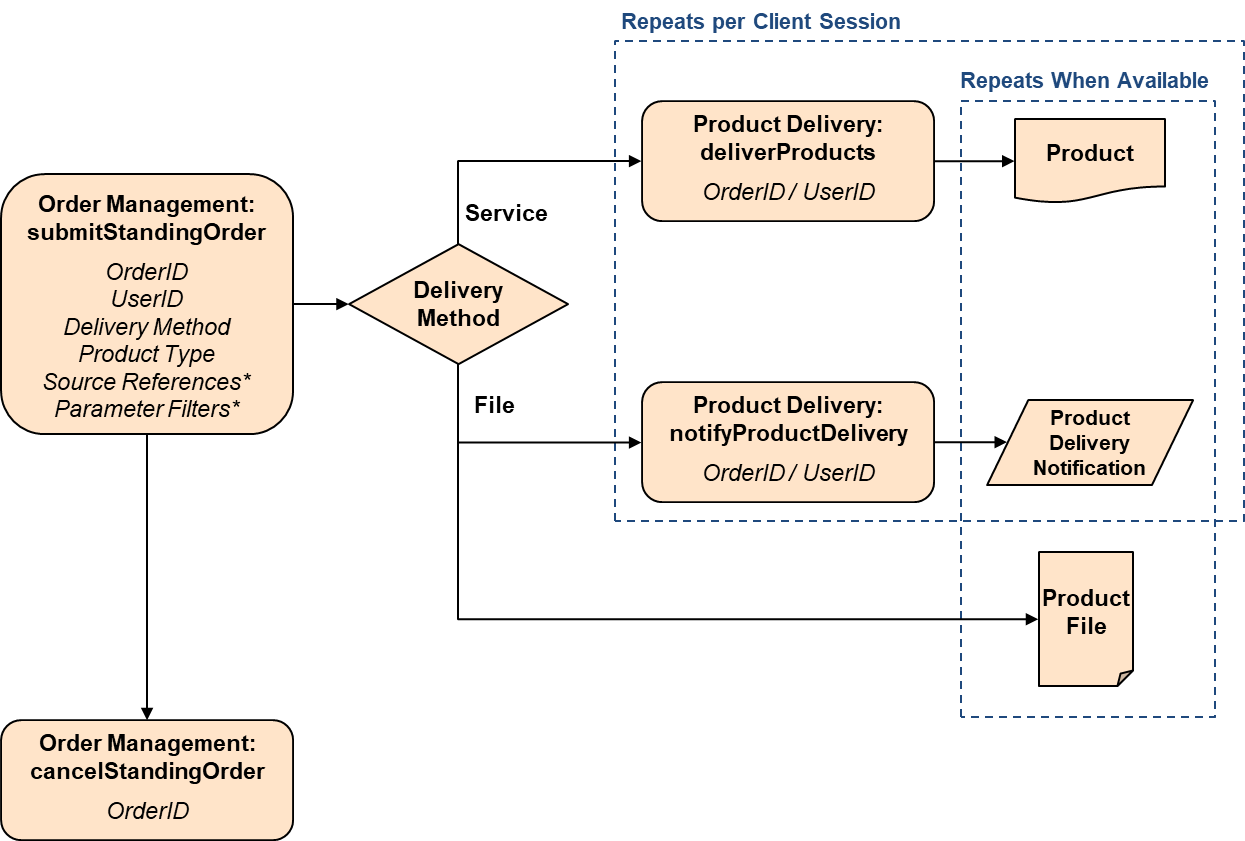 Repeats per Client Session
Repeats When Available
Product Delivery:
deliverProducts
OrderID / UserID
Product
Order Management:
submitStandingOrder
OrderID
UserID
Delivery Method
Product Type
Source References*
Parameter Filters*
Service
Delivery
Method
File
Product Delivery:
notifyProductDelivery
OrderID / UserID
Product
Delivery
Notification
Product
File
Order Management:
cancelStandingOrder
OrderID